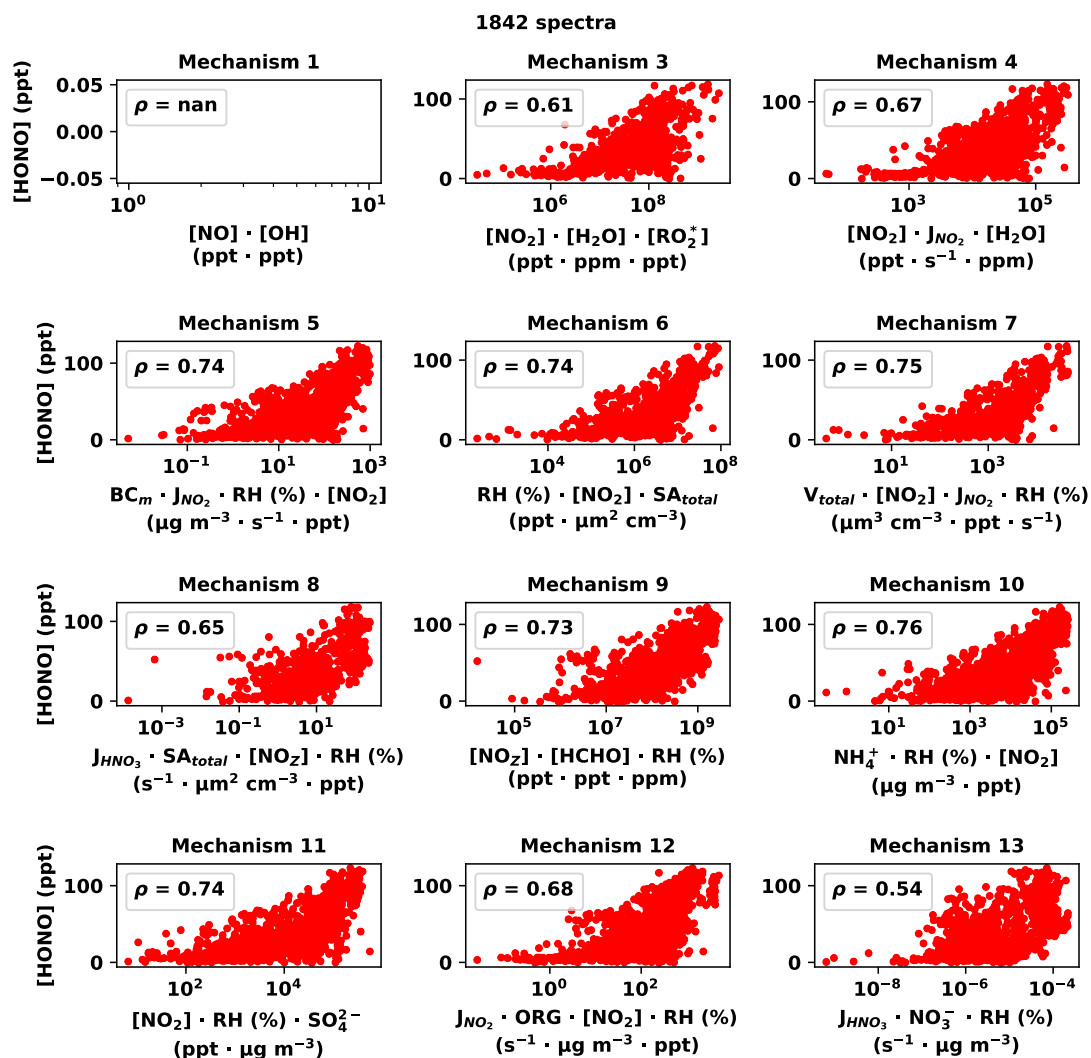 1842 spectra
Mechanism 1
Mechanism 3
Mechanism 4
[HONO] (ppt)
0.05
0.00
−0.05
ρ = nan
10⁰
10¹
[NO] · [OH]
(ppt · ppt)
100
0
ρ = 0.61
10⁶
10⁸
[NO₂] · [H₂O] · [RO₂*]
(ppt · ppm · ppt)
100
0
ρ = 0.67
10³
10⁵
[NO₂] · J_NO₂ · [H₂O]
(ppt · s⁻¹ · ppm)
Mechanism 5
Mechanism 6
Mechanism 7
[HONO] (ppt)
100
0
ρ = 0.74
10⁻¹
10¹
10³
BCₘ · J_NO₂ · RH (%) · [NO₂]
(μg m⁻³ · s⁻¹ · ppt)
100
0
ρ = 0.74
10⁴
10⁶
10⁸
RH (%) · [NO₂] · SA_total
(ppt · μm² cm⁻³)
100
0
ρ = 0.75
10¹
10³
V_total · [NO₂] · J_NO₂ · RH (%)
(μm³ cm⁻³ · ppt · s⁻¹)
Mechanism 8
Mechanism 9
Mechanism 10
[HONO] (ppt)
100
0
ρ = 0.65
10⁻³
10⁻¹
10¹
J_HNO₃ · SA_total · [NO_Z] · RH (%)
(s⁻¹ · μm² cm⁻³ · ppt)
100
0
ρ = 0.73
10⁵
10⁷
10⁹
[NO_Z] · [HCHO] · RH (%)
(ppt · ppt · ppm)
100
0
ρ = 0.76
10¹
10³
10⁵
NH₄⁺ · RH (%) · [NO₂]
(μg m⁻³ · ppt)
Mechanism 11
Mechanism 12
Mechanism 13
[HONO] (ppt)
100
0
ρ = 0.74
10²
10⁴
[NO₂] · RH (%) · SO₄²⁻
(ppt · μg m⁻³)
100
0
ρ = 0.68
10⁰
10²
J_NO₂ · ORG · [NO₂] · RH (%)
(s⁻¹ · μg m⁻³ · ppt)
100
0
ρ = 0.54
10⁻⁸
10⁻⁶
10⁻⁴
J_HNO₃ · NO₃⁻ · RH (%)
(s⁻¹ · μg m⁻³)